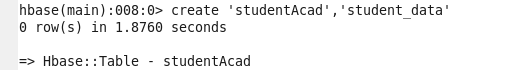 hbase(main):008:0> create 'studentAcad','student_data'
0 row(s) in 1.8760 seconds
=> Hbase::Table - studentAcad